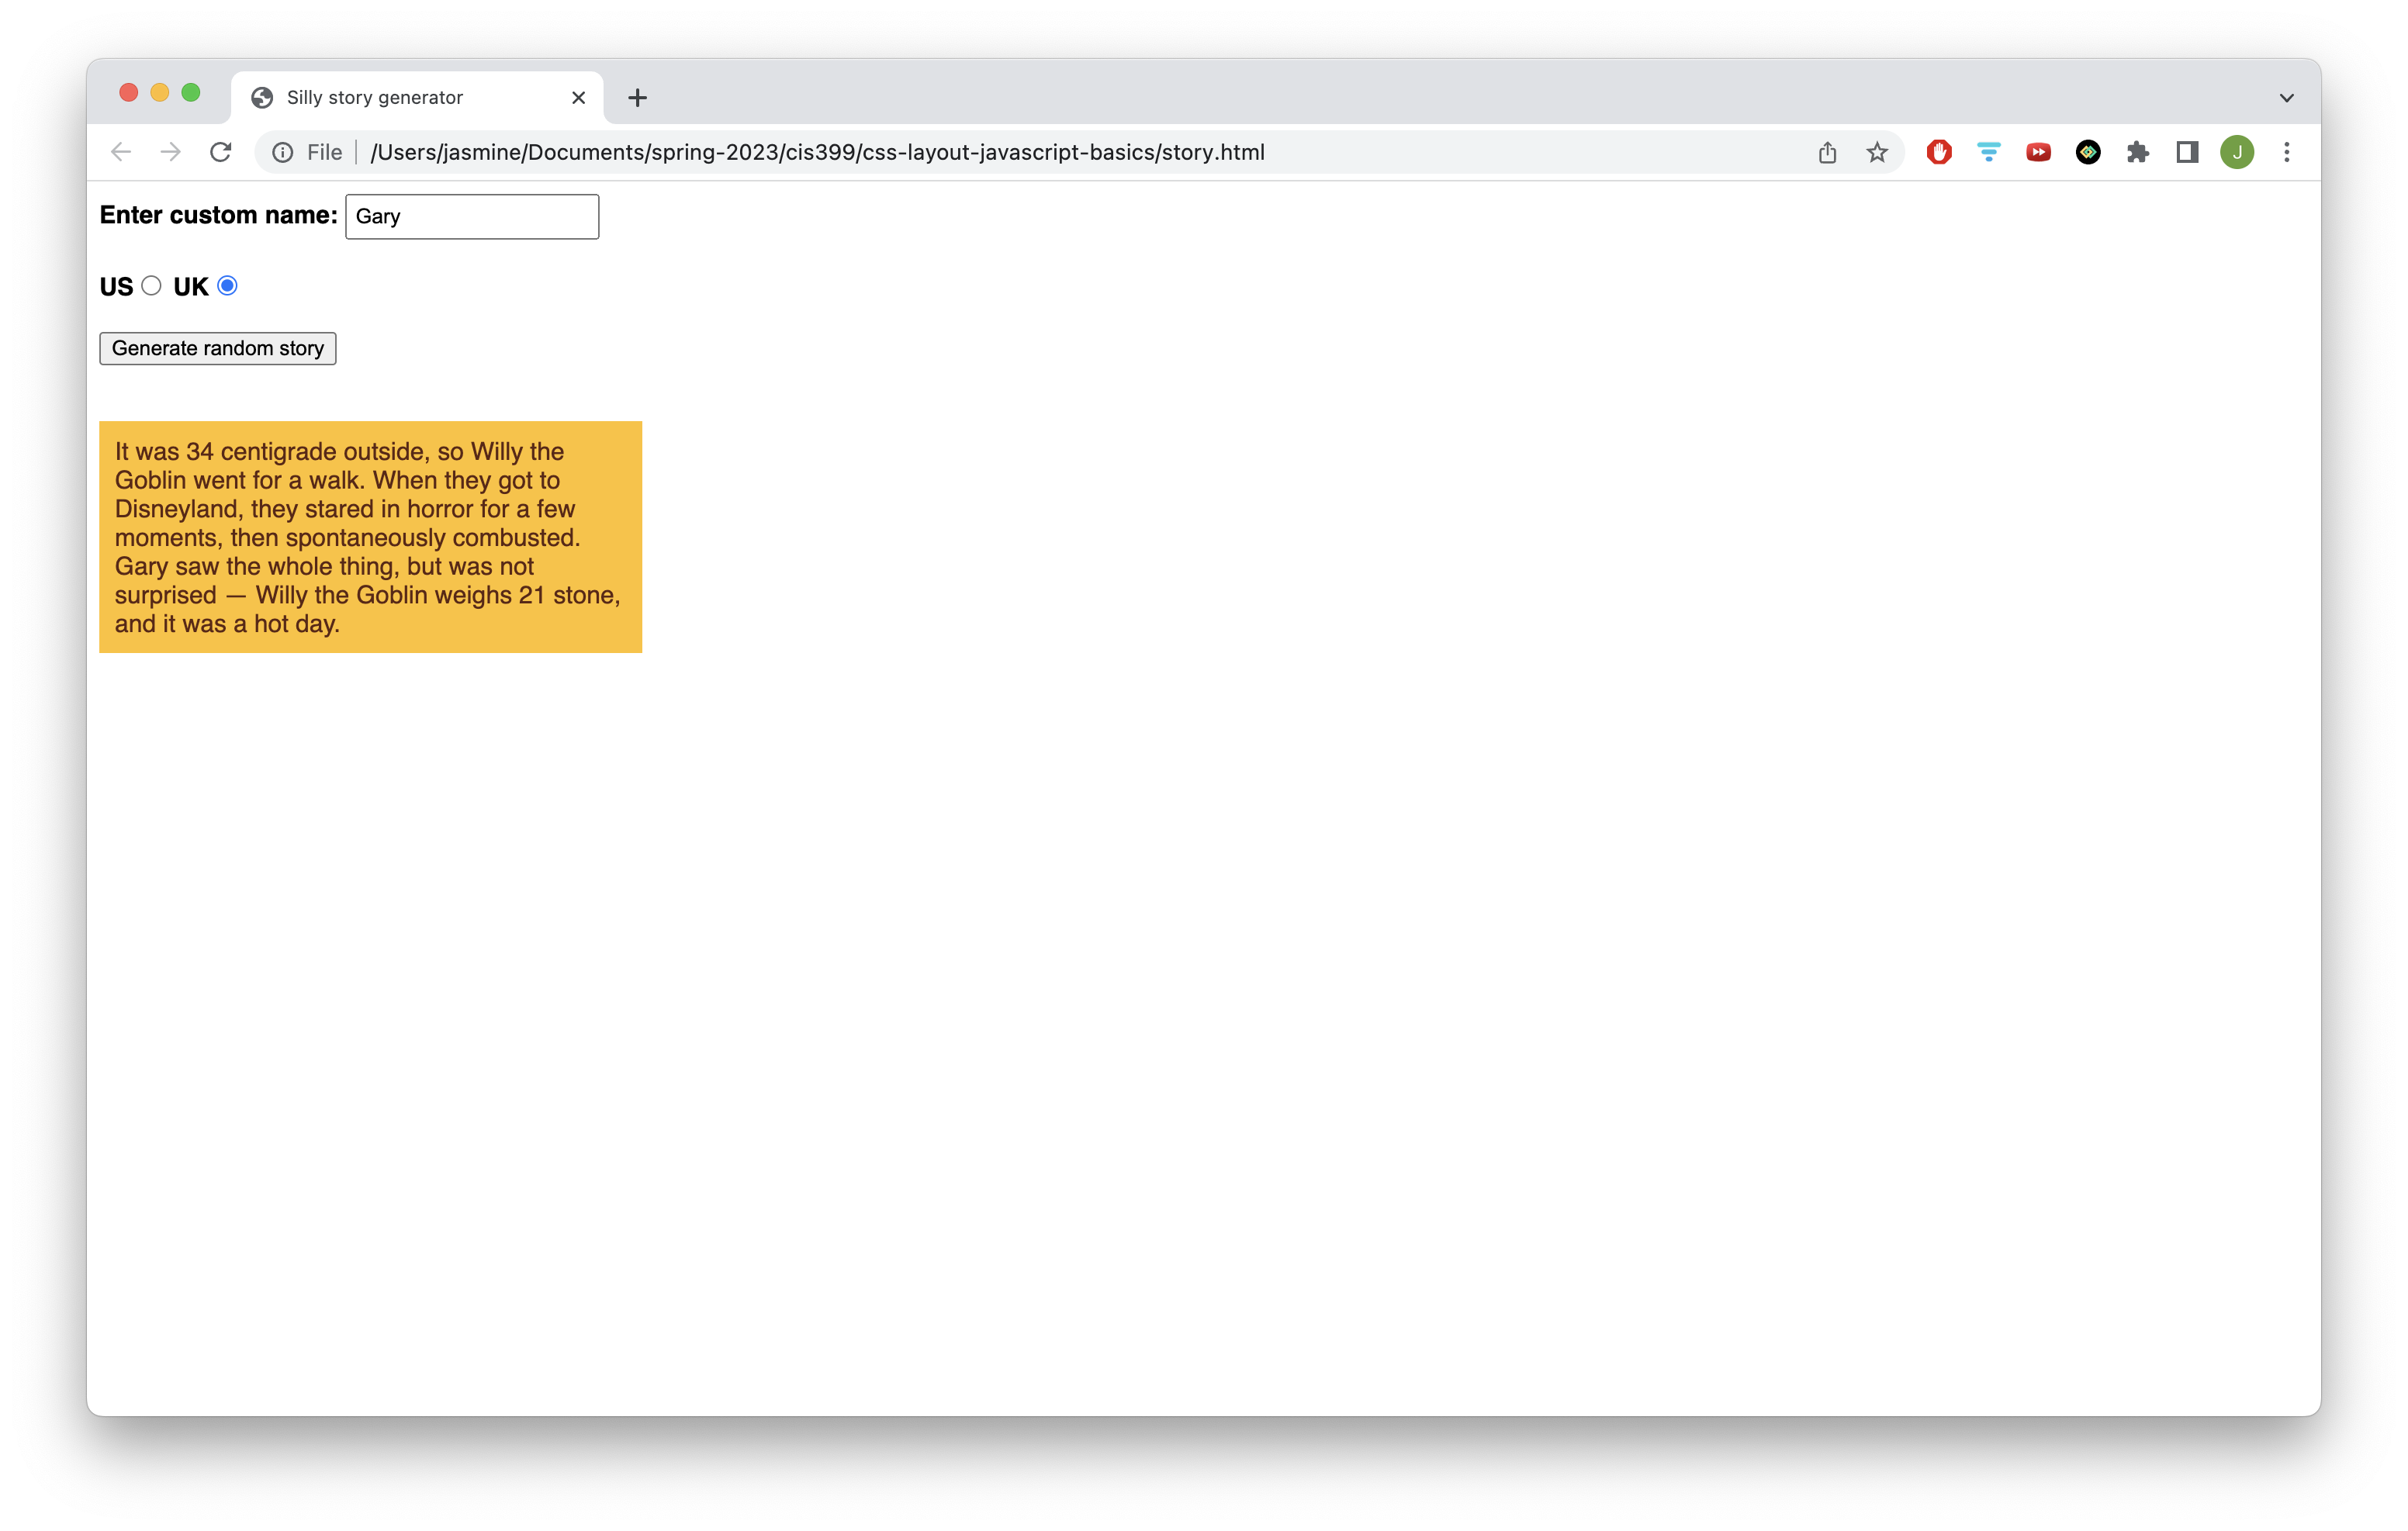 Silly story generator
File /Users/jasmine/Documents/spring-2023/cis399/css-layout-javascript-basics/story.html
J
Enter custom name: Gary
US UK
Generate random story
It was 34 centigrade outside, so Willy the
Goblin went for a walk. When they got to
Disneyland, they stared in horror for a few
moments, then spontaneously combusted.
Gary saw the whole thing, but was not
surprised — Willy the Goblin weighs 21 stone,
and it was a hot day.